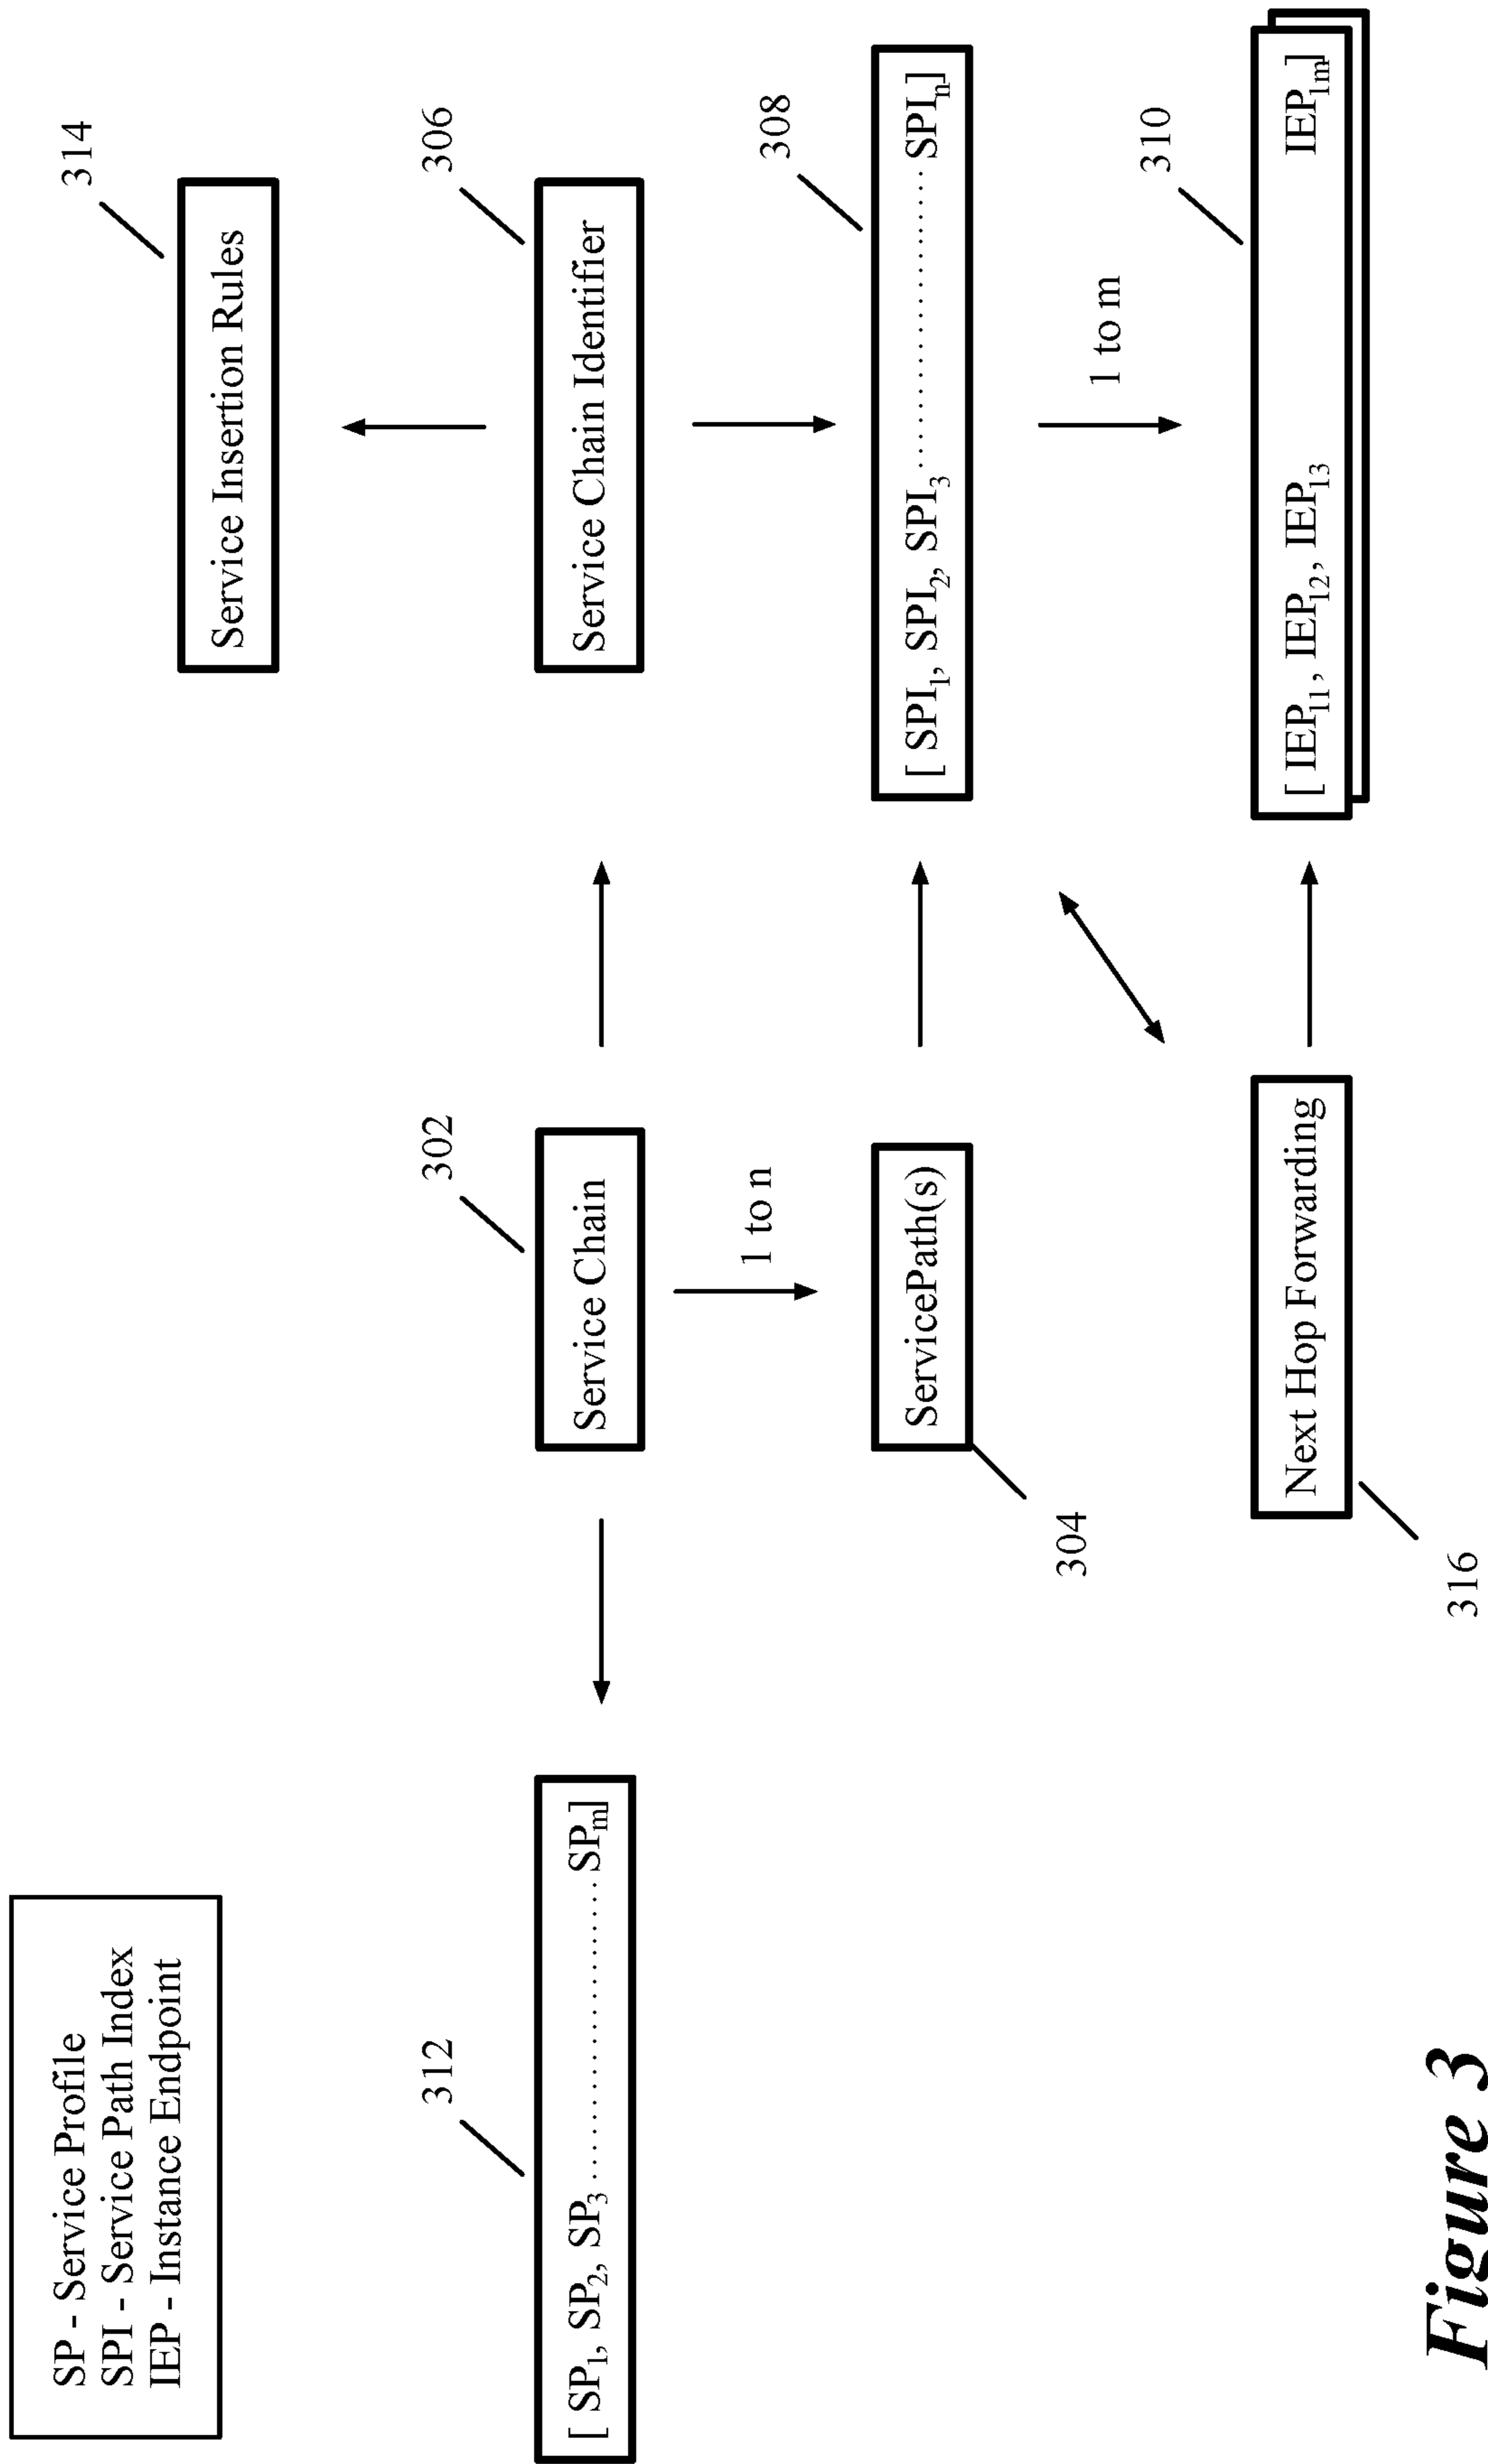 SP - Service Profile
SPI - Service Path Index
IEP - Instance Endpoint
314
Service Insertion Rules
312
302
306
[ SP₁, SP₂, SP₃ ............................ SPₘ]
Service Chain
Service Chain Identifier
1 to n
308
ServicePath(s)
[ SPI₁, SPI₂, SPI₃ ...................... SPIₙ]
304
1 to m
310
Next Hop Forwarding
[ IEP₁₁, IEP₁₂, IEP₁₃ IEP₁ₘ]
316
Figure 3